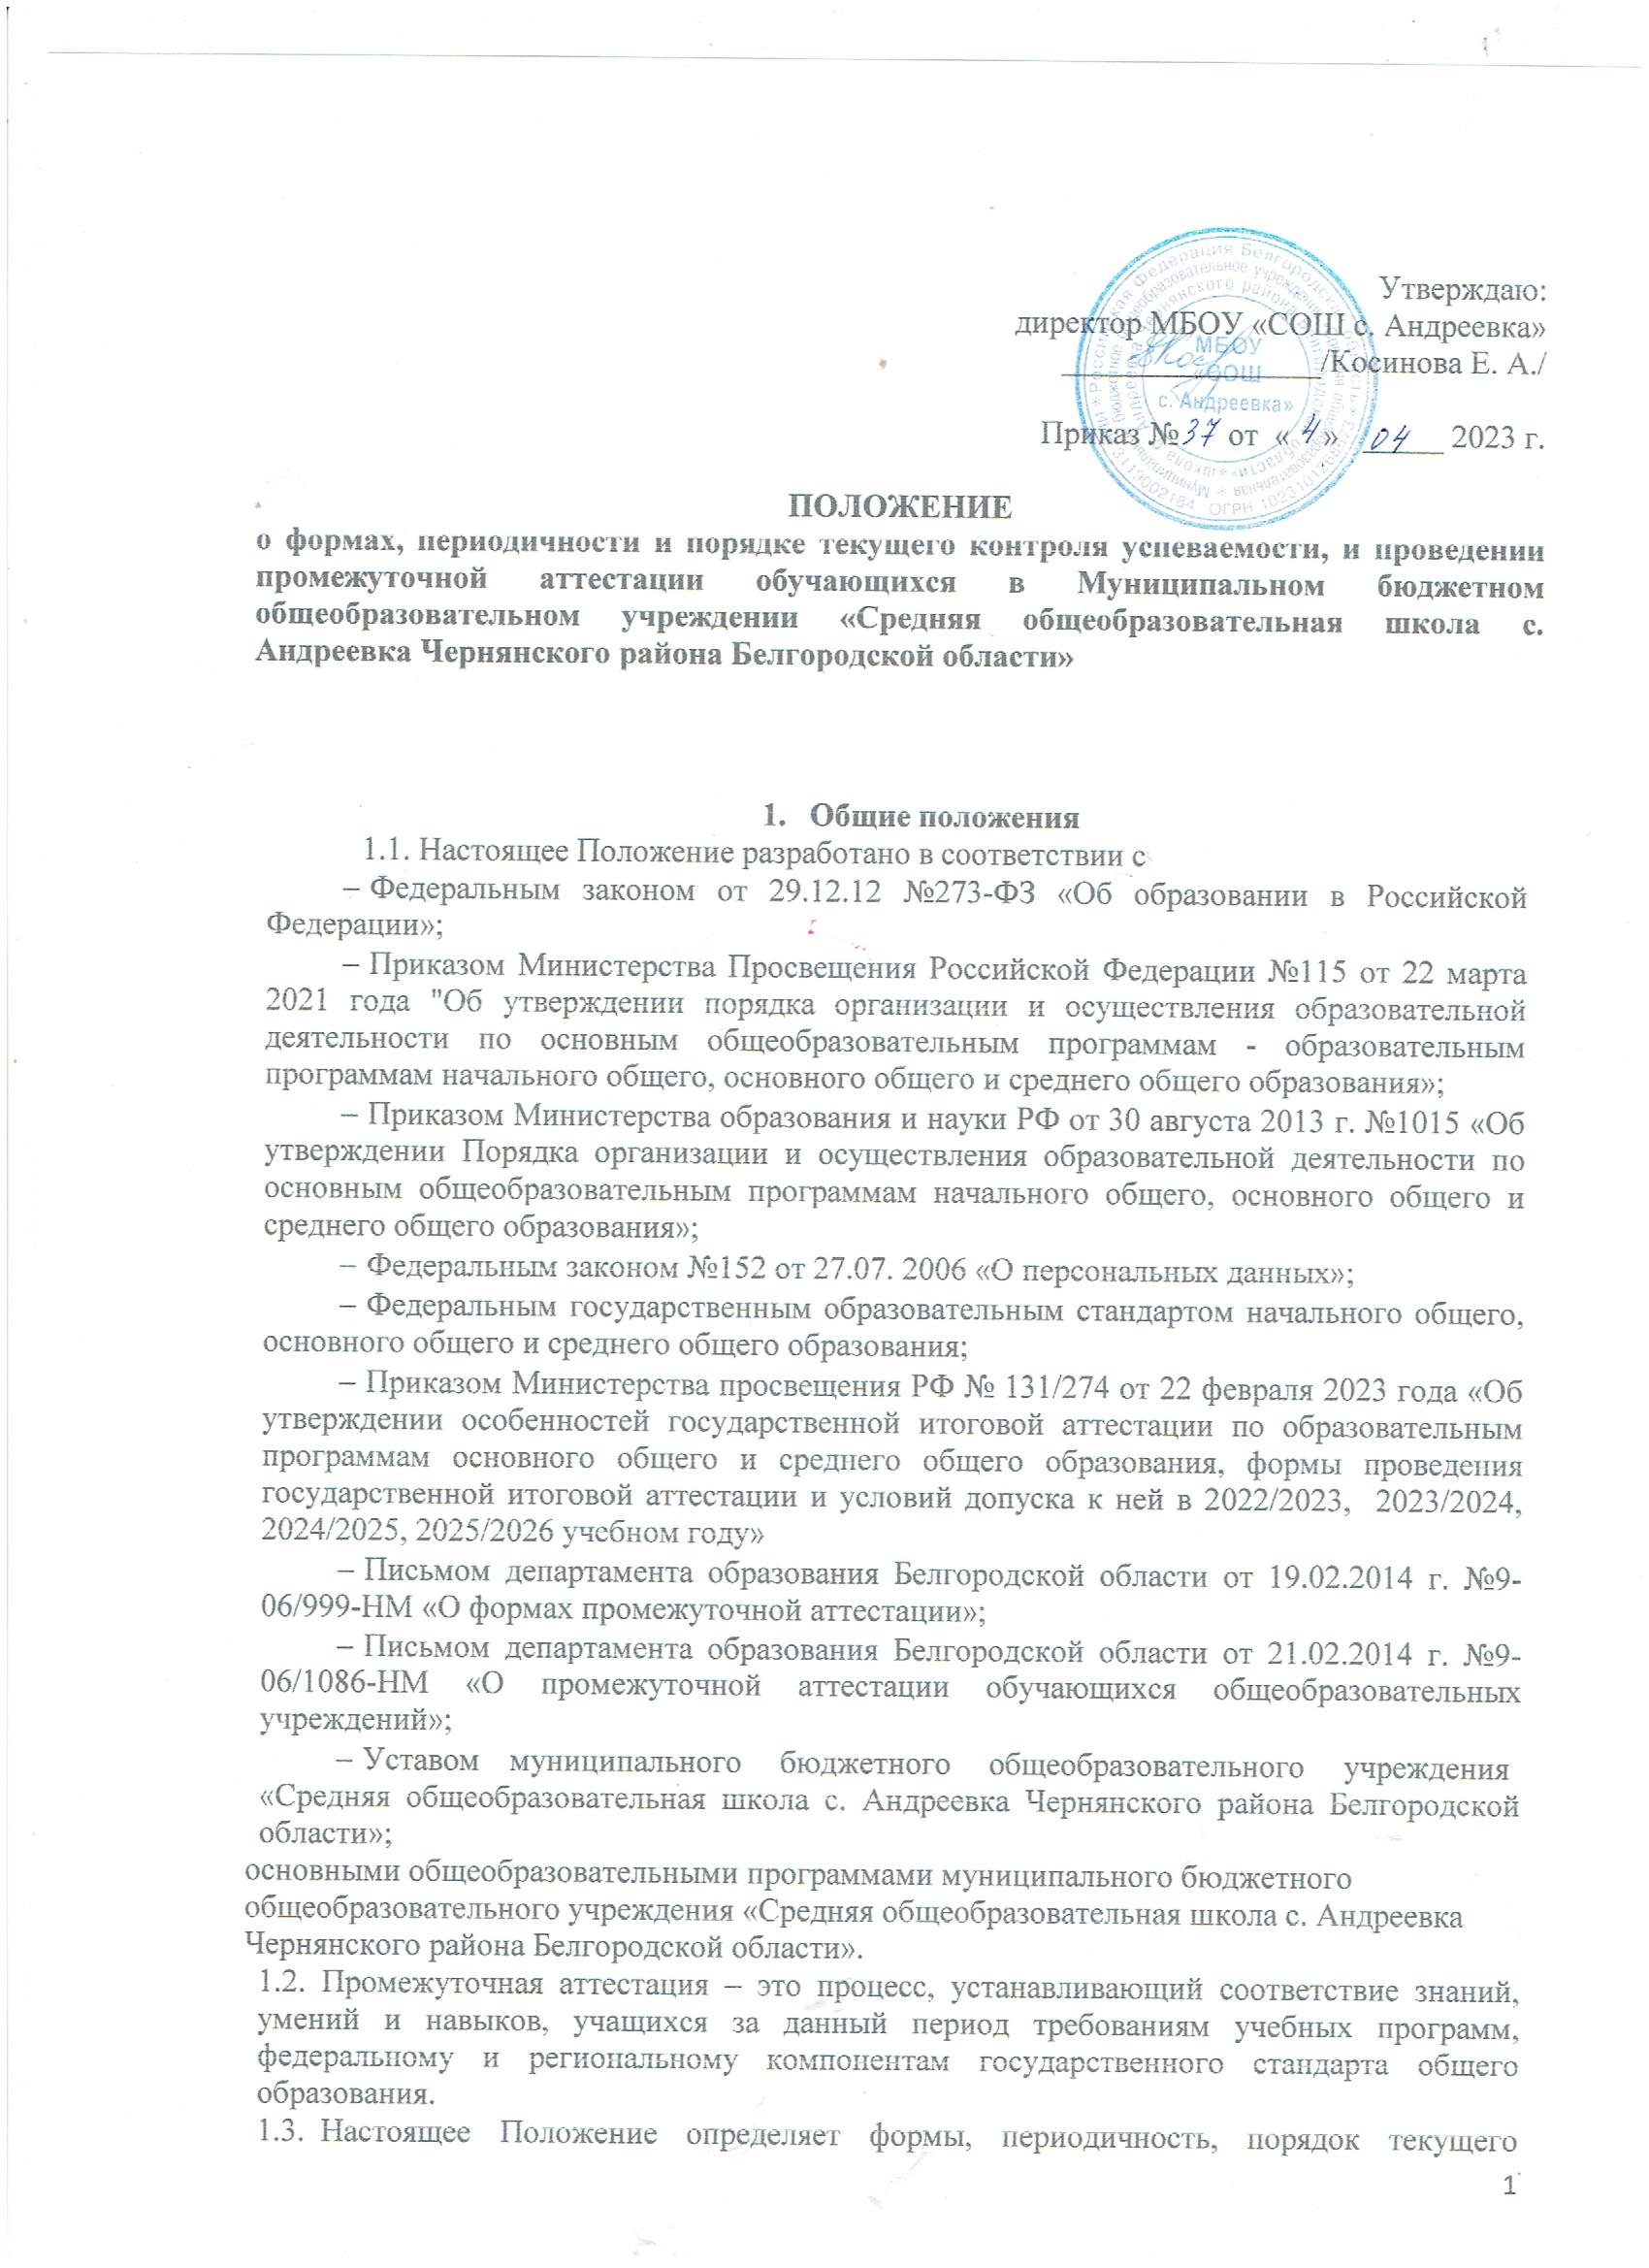 Утверждаю:
директор МБОУ «СОШ с. Андреевка»
/Косинова Е. А./
МБОУ
«СОШ
с. Андреевка»
Приказ №37 от « 4 » 04 2023 г.
ПОЛОЖЕНИЕ
о формах, периодичности и порядке текущего контроля успеваемости, и проведении
промежуточной аттестации обучающихся в Муниципальном бюджетном
общеобразовательном учреждении «Средняя общеобразовательная школа с.
Андреевка Чернянского района Белгородской области»
1. Общие положения
1.1. Настоящее Положение разработано в соответствии с
– Федеральным законом от 29.12.12 №273-ФЗ «Об образовании в Российской
Федерации»;
– Приказом Министерства Просвещения Российской Федерации №115 от 22 марта
2021 года "Об утверждении порядка организации и осуществления образовательной
деятельности по основным общеобразовательным программам - образовательным
программам начального общего, основного общего и среднего общего образования»;
– Приказом Министерства образования и науки РФ от 30 августа 2013 г. №1015 «Об
утверждении Порядка организации и осуществления образовательной деятельности по
основным общеобразовательным программам начального общего, основного общего и
среднего общего образования»;
– Федеральным законом №152 от 27.07. 2006 «О персональных данных»;
– Федеральным государственным образовательным стандартом начального общего,
основного общего и среднего общего образования;
– Приказом Министерства просвещения РФ № 131/274 от 22 февраля 2023 года «Об
утверждении особенностей государственной итоговой аттестации по образовательным
программам основного общего и среднего общего образования, формы проведения
государственной итоговой аттестации и условий допуска к ней в 2022/2023, 2023/2024,
2024/2025, 2025/2026 учебном году»
– Письмом департамента образования Белгородской области от 19.02.2014 г. №9-
06/999-НМ «О формах промежуточной аттестации»;
– Письмом департамента образования Белгородской области от 21.02.2014 г. №9-
06/1086-НМ «О промежуточной аттестации обучающихся общеобразовательных
учреждений»;
– Уставом муниципального бюджетного общеобразовательного учреждения
«Средняя общеобразовательная школа с. Андреевка Чернянского района Белгородской
области»;
основными общеобразовательными программами муниципального бюджетного
общеобразовательного учреждения «Средняя общеобразовательная школа с. Андреевка
Чернянского района Белгородской области».
1.2. Промежуточная аттестация – это процесс, устанавливающий соответствие знаний,
умений и навыков, учащихся за данный период требованиям учебных программ,
федеральному и региональному компонентам государственного стандарта общего
образования.
1.3. Настоящее Положение определяет формы, периодичность, порядок текущего
1